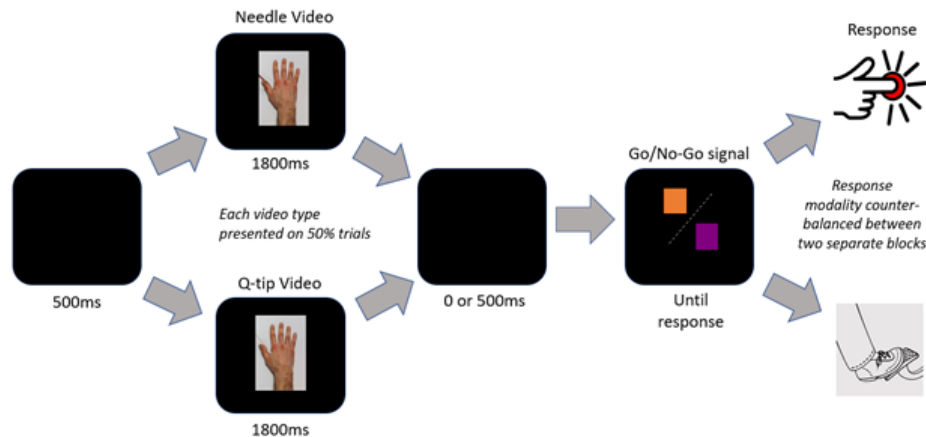 Needle Video
1800ms
500ms
Each video type
presented on 50% trials
Q-tip Video
1800ms
0 or 500ms
Go/No-Go signal
Until
response
Response
Response
modality counter-
balanced between
two separate blocks